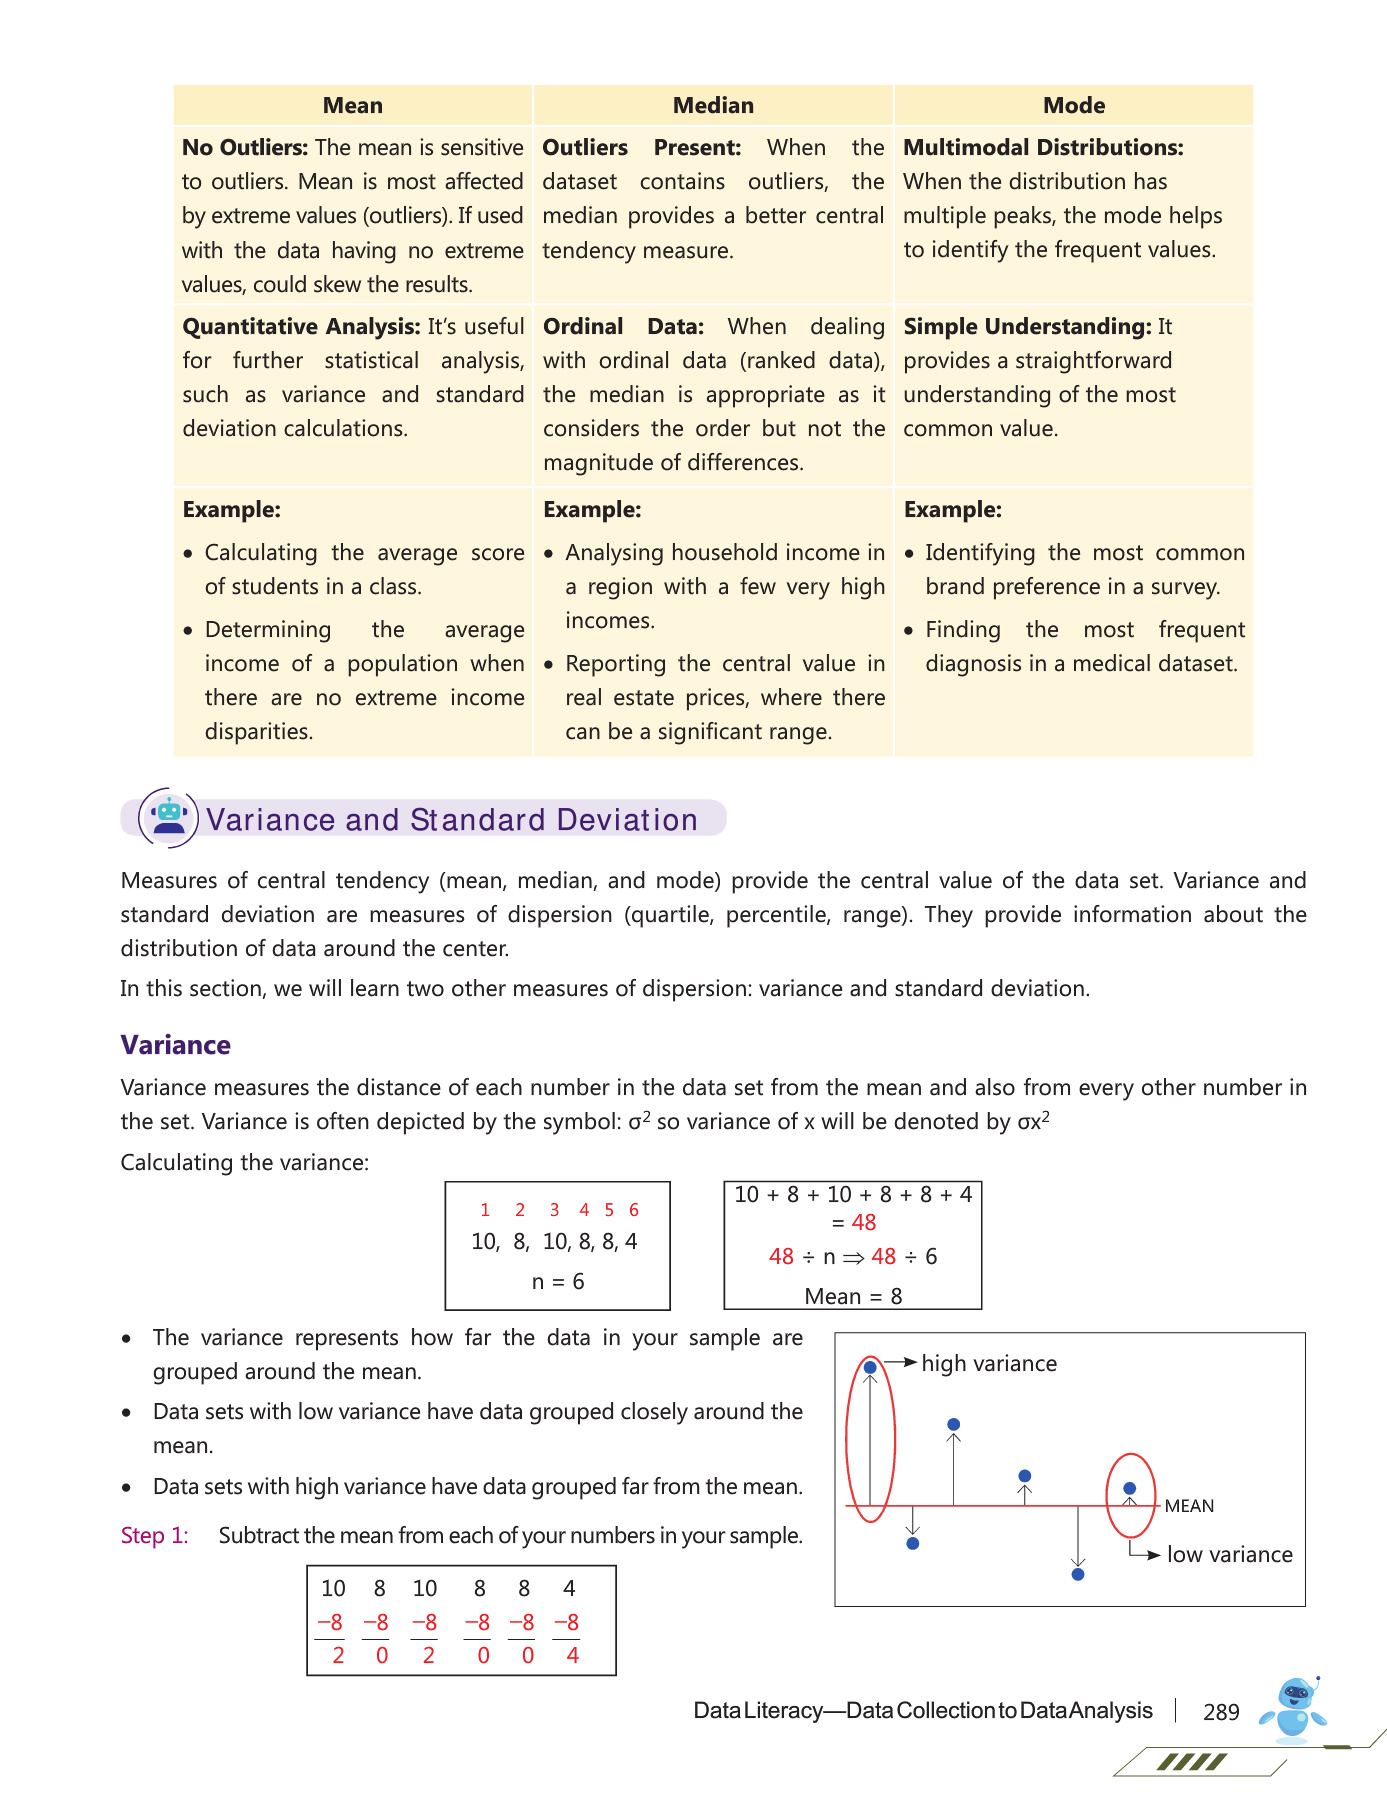 Mean
Median
Mode
No Outliers: The mean is sensitive
to outliers. Mean is most affected
by extreme values (outliers). If used
with the data having no extreme
values, could skew the results.
Outliers Present: When the
dataset contains outliers, the
median provides a better central
tendency measure.
Multimodal Distributions:
When the distribution has
multiple peaks, the mode helps
to identify the frequent values.
Quantitative Analysis: It’s useful
for further statistical analysis,
such as variance and standard
deviation calculations.
Ordinal Data: When dealing
with ordinal data (ranked data),
the median is appropriate as it
considers the order but not the
magnitude of differences.
Simple Understanding: It
provides a straightforward
understanding of the most
common value.
Example:
• Calculating the average score
of students in a class.
• Determining the average
income of a population when
there are no extreme income
disparities.
Example:
• Analysing household income in
a region with a few very high
incomes.
• Reporting the central value in
real estate prices, where there
can be a significant range.
Example:
• Identifying the most common
brand preference in a survey.
• Finding the most frequent
diagnosis in a medical dataset.
Variance and Standard Deviation
Measures of central tendency (mean, median, and mode) provide the central value of the data set. Variance and
standard deviation are measures of dispersion (quartile, percentile, range). They provide information about the
distribution of data around the center.
In this section, we will learn two other measures of dispersion: variance and standard deviation.
Variance
Variance measures the distance of each number in the data set from the mean and also from every other number in
the set. Variance is often depicted by the symbol: σ² so variance of x will be denoted by σx²
Calculating the variance:
1 2 3 4 5 6
10, 8, 10, 8, 8, 4
n = 6
10 + 8 + 10 + 8 + 8 + 4
= 48
48 ÷ n ⇒ 48 ÷ 6
Mean = 8
• The variance represents how far the data in your sample are
grouped around the mean.
• Data sets with low variance have data grouped closely around the
mean.
• Data sets with high variance have data grouped far from the mean.
high variance
MEAN
low variance
Step 1: Subtract the mean from each of your numbers in your sample.
10 8 10 8 8 4
–8 –8 –8 –8 –8 –8
2 0 2 0 0 4
Data Literacy—Data Collection to Data Analysis 289